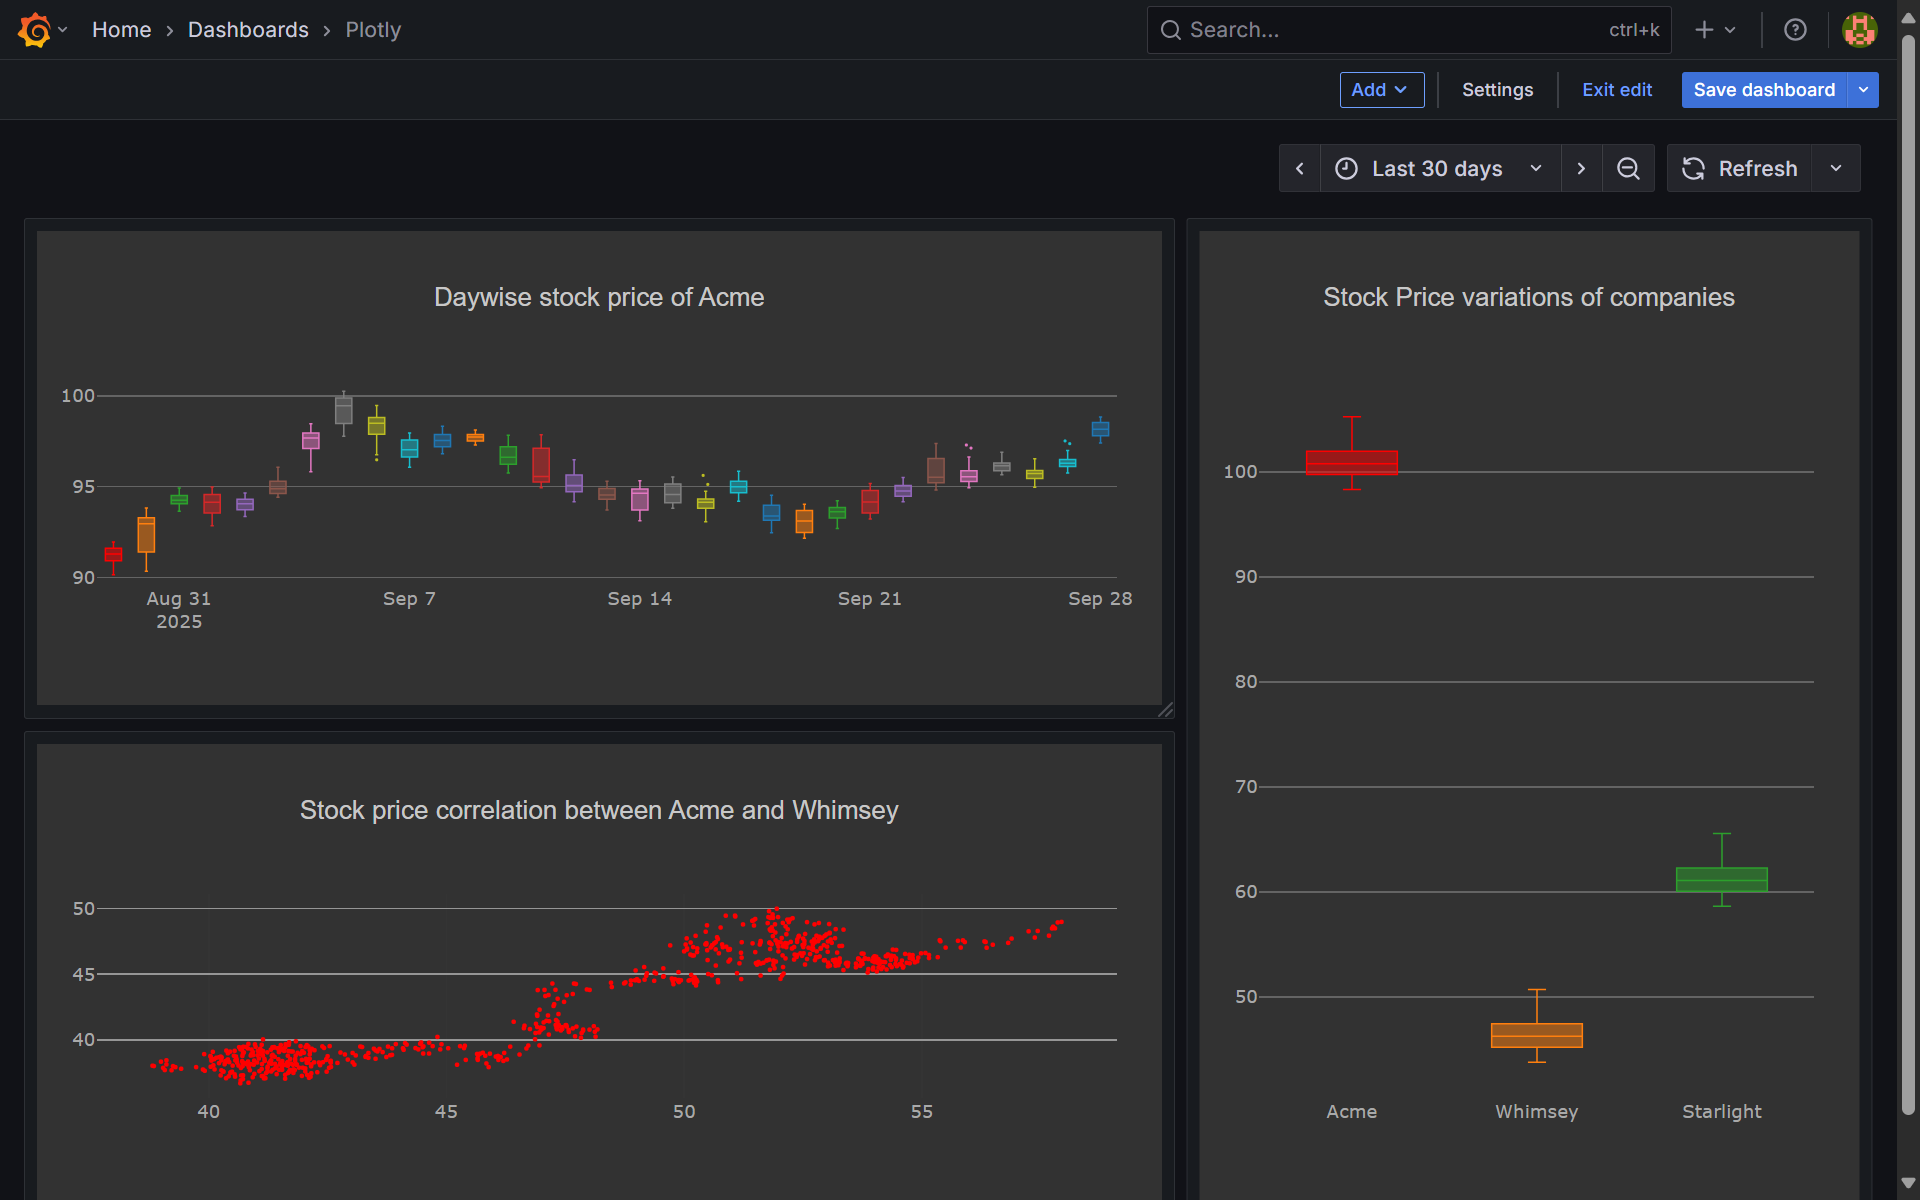 Home › Dashboards › Plotly
Search...
ctrl+k
Add
Settings
Exit edit
Save dashboard
Last 30 days
Refresh
Daywise stock price of Acme
100
95
90
Aug 31
2025
Sep 7
Sep 14
Sep 21
Sep 28
Stock price correlation between Acme and Whimsey
50
45
40
40
45
50
55
Stock Price variations of companies
100
90
80
70
60
50
Acme
Whimsey
Starlight